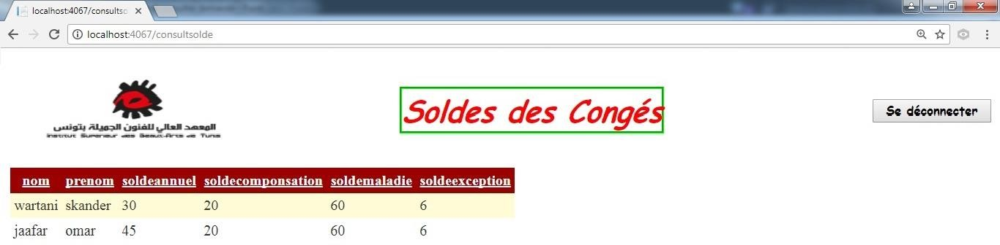 localhost:4067/consultso
localhost:4067/consultsolde
المعهد العالي للفنون الجميلة بتونس
Institut Superieur des Beaux-Arts de Tunis
Soldes des Congés
Se déconnecter
nom prenom soldeannuel soldecomponsation soldemaladie soldeexception
wartani skander 30 20 60 6
jaafar omar 45 20 60 6